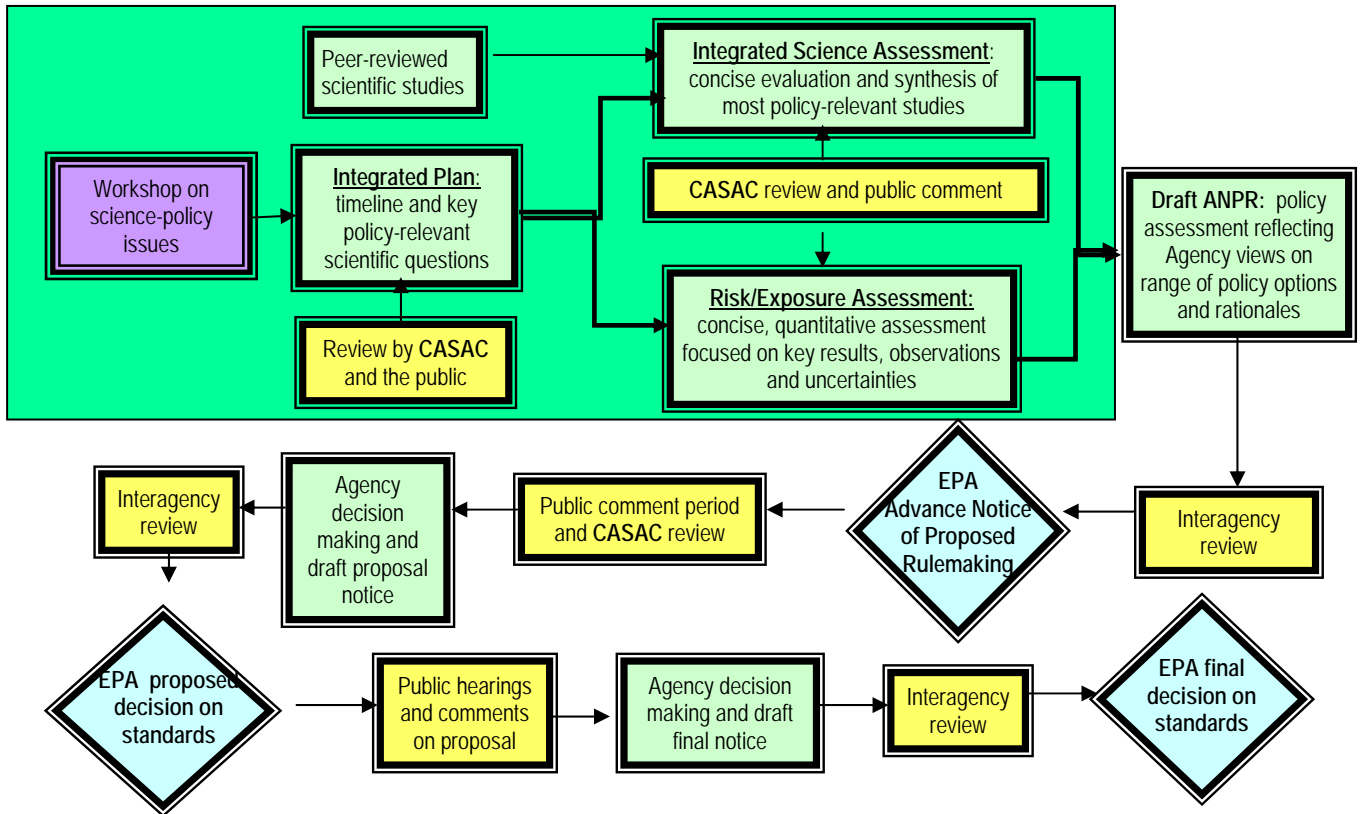 Peer-reviewed
scientific studies
Integrated Science Assessment:
concise evaluation and synthesis of
most policy-relevant studies
Workshop on
science-policy
issues
Integrated Plan:
timeline and key
policy-relevant
scientific questions
CASAC review and public comment
Draft ANPR: policy
assessment reflecting
Agency views on
range of policy options
and rationales
Review by CASAC
and the public
Risk/Exposure Assessment:
concise, quantitative assessment
focused on key results, observations
and uncertainties
Interagency
review
EPA
Advance Notice
of Proposed
Rulemaking
Public comment period
and CASAC review
Agency
decision
making and
draft proposal
notice
Interagency
review
EPA proposed
decision on
standards
Public hearings
and comments
on proposal
Agency decision
making and draft
final notice
Interagency
review
EPA final
decision on
standards